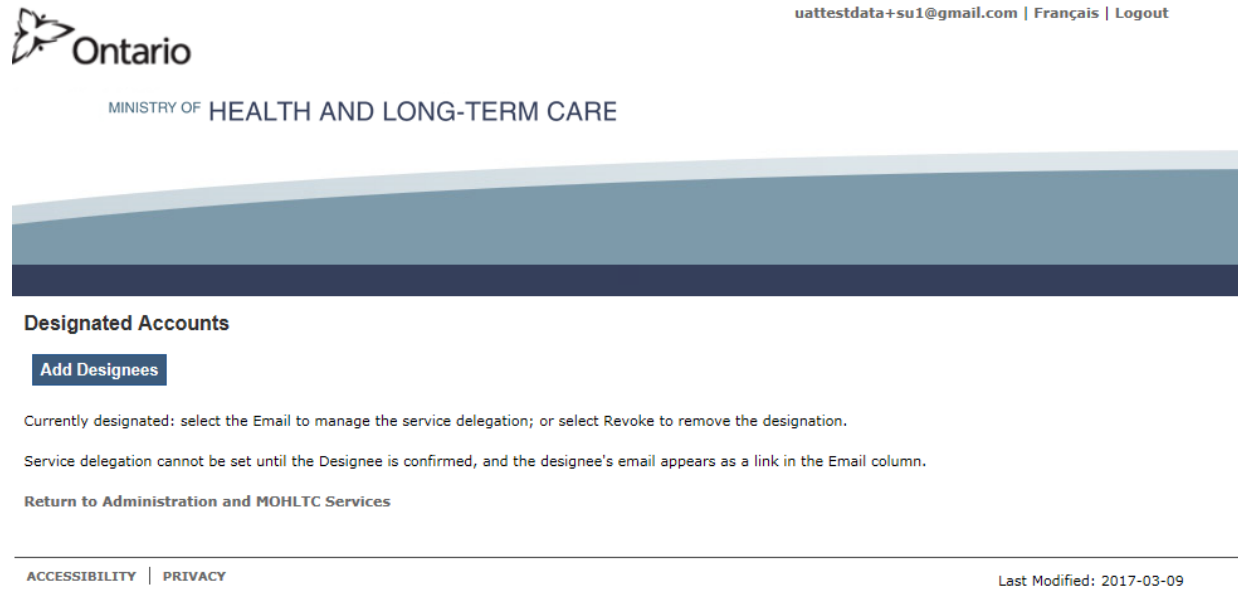 uattestdata+su1@gmail.com | Français | Logout
Ontario
MINISTRY OF HEALTH AND LONG-TERM CARE
Designated Accounts
Add Designees
Currently designated: select the Email to manage the service delegation; or select Revoke to remove the designation.
Service delegation cannot be set until the Designee is confirmed, and the designee's email appears as a link in the Email column.
Return to Administration and MOHLTC Services
ACCESSIBILITY | PRIVACY
Last Modified: 2017-03-09